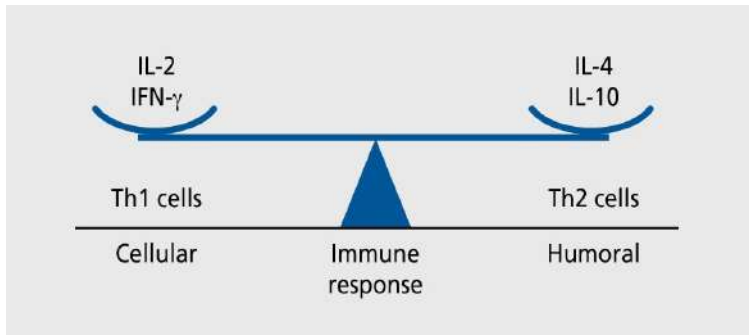 IL-2
IFN-γ
IL-4
IL-10
Th1 cells
Th2 cells
Cellular
Immune
response
Humoral